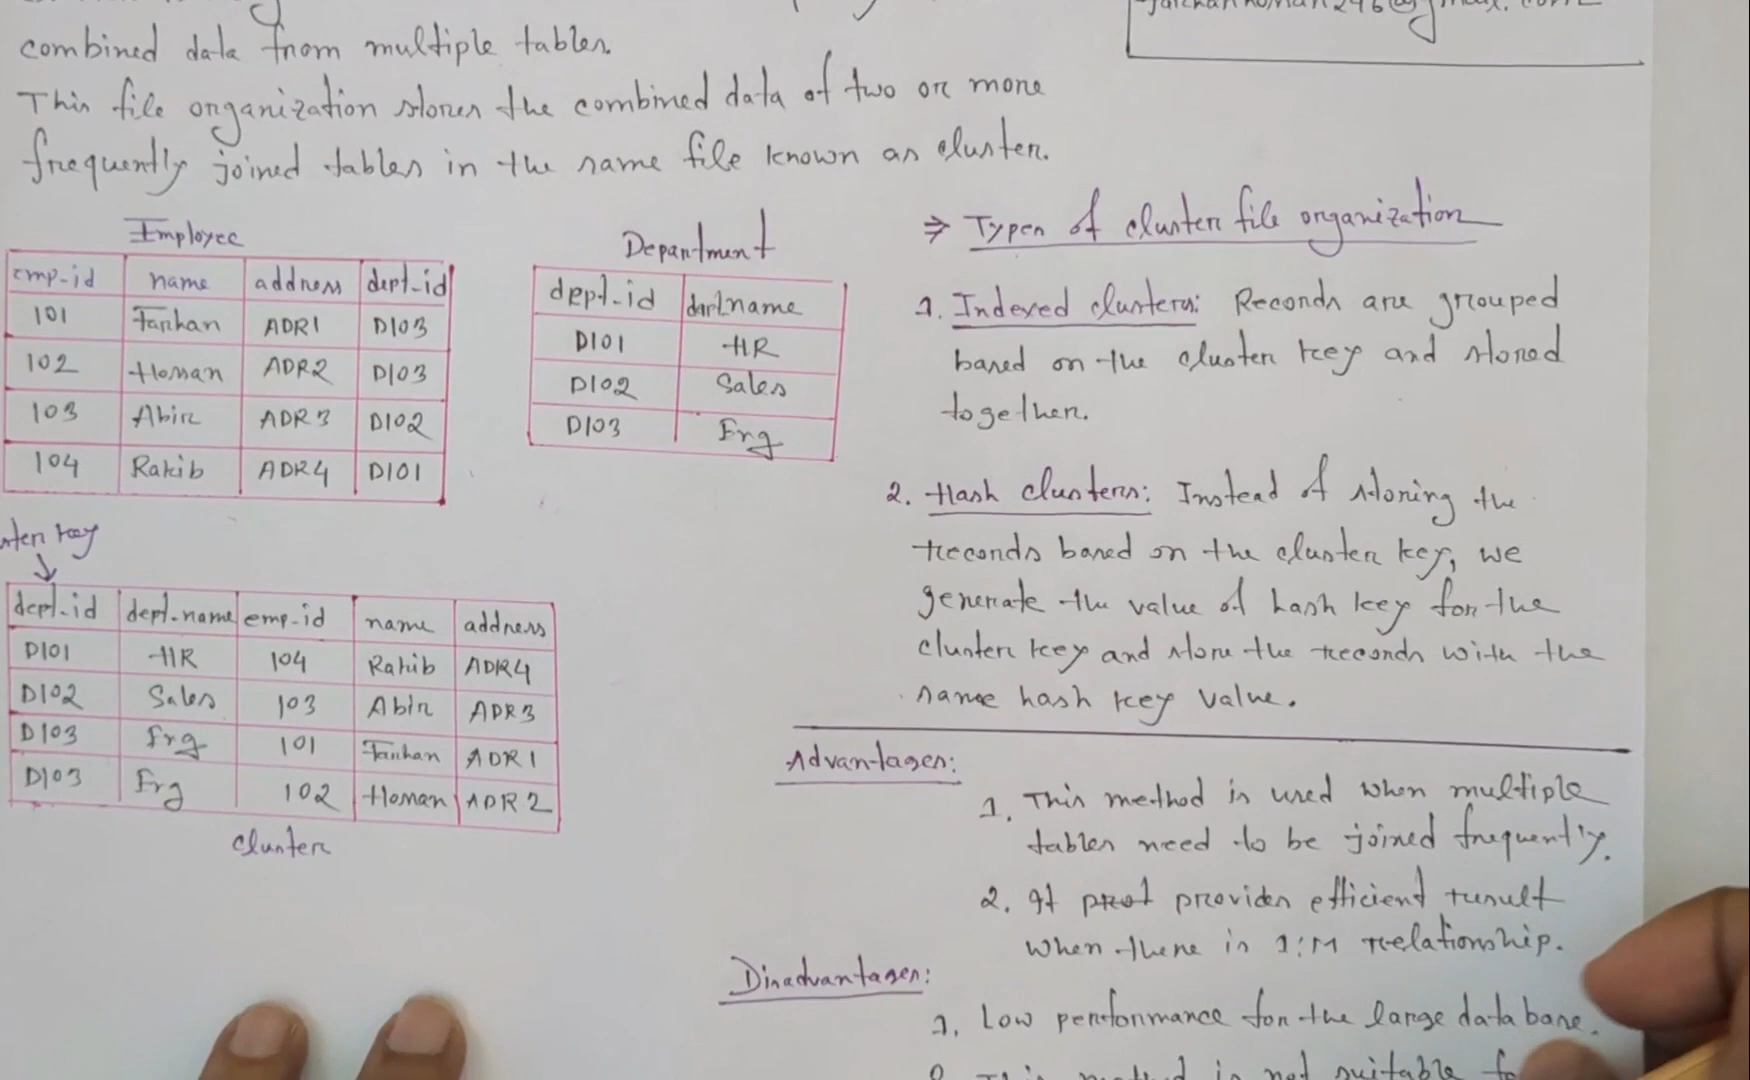 combined data from multiple tables.
This file organization stores the combined data of two or more
frequently joined tables in the same file known as cluster.
Employee
emp-id name address dept-id
101 Farhan ADR1 D103
102 Homan ADR2 D103
103 Abir ADR3 D102
104 Rakib ADR4 D101
Department
dept-id name
D101 HR
D102 Sales
D103 Eng
key
dept-id dept-name emp-id name address
D101 HR 104 Rakib ADR4
D102 Sales 103 Abir ADR3
D103 Eng 101 Farhan ADR1
D103 Eng 102 Homan ADR2
cluster
⇒ Types of cluster file organization
1. Indexed clusters: Records are grouped
based on the cluster key and stored
together.
2. Hash clusters: Instead of storing the
records based on the cluster key, we
generate the value of hash key for the
cluster key and store the records with the
same hash key value.
Advantages:
1. This method is used when multiple
tables need to be joined frequently.
2. It provides efficient result
when there is 1:M relationship.
Disadvantages:
1. Low performance for the large database.
method is not suitable